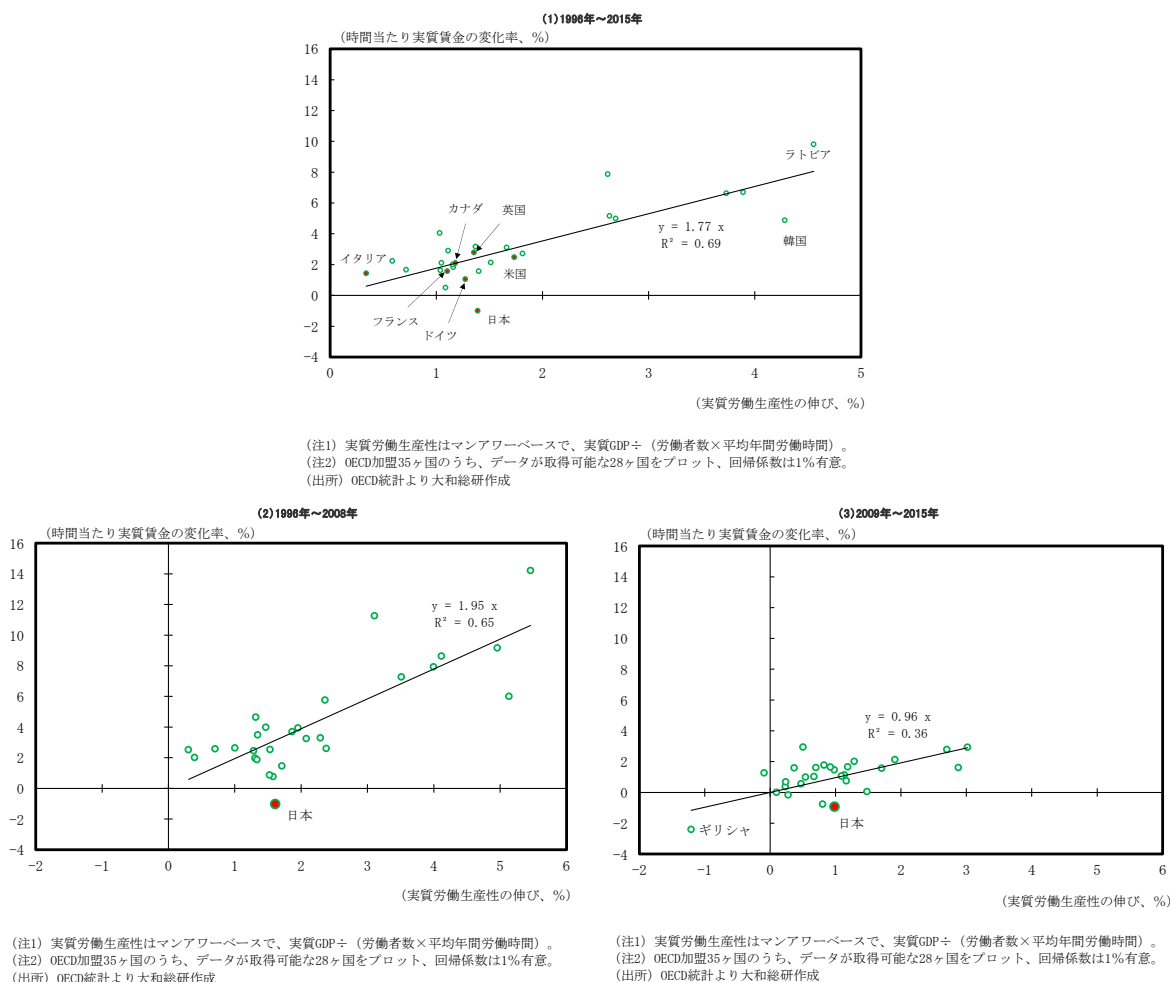 (1)1996年～2015年
(時間当たり実質賃金の変化率、%)
16
14
12
10
8
6
4
2
0
−2
−4
0
1
2
3
4
5
ラトビア
カナダ
英国
y = 1.77 x
R² = 0.69
韓国
イタリア
米国
フランス
ドイツ
日本
(実質労働生産性の伸び、%)
(注1) 実質労働生産性はマンアワーベースで、実質GDP÷（労働者数×平均年間労働時間）。
(注2) OECD加盟35ヶ国のうち、データが取得可能な28ヶ国をプロット、回帰係数は1%有意。
(出所) OECD統計より大和総研作成
(2)1996年～2008年
(時間当たり実質賃金の変化率、%)
16
14
12
10
8
6
4
2
0
−2
−4
−2
−1
0
1
2
3
4
5
6
y = 1.95 x
R² = 0.65
日本
(実質労働生産性の伸び、%)
(注1) 実質労働生産性はマンアワーベースで、実質GDP÷（労働者数×平均年間労働時間）。
(注2) OECD加盟35ヶ国のうち、データが取得可能な28ヶ国をプロット、回帰係数は1%有意。
(出所) OECD統計より大和総研作成
(3)2009年～2015年
(時間当たり実質賃金の変化率、%)
16
14
12
10
8
6
4
2
0
−2
−4
−2
−1
0
1
2
3
4
5
6
y = 0.96 x
R² = 0.36
ギリシャ
日本
(実質労働生産性の伸び、%)
(注1) 実質労働生産性はマンアワーベースで、実質GDP÷（労働者数×平均年間労働時間）。
(注2) OECD加盟35ヶ国のうち、データが取得可能な28ヶ国をプロット、回帰係数は1%有意。
(出所) OECD統計より大和総研作成